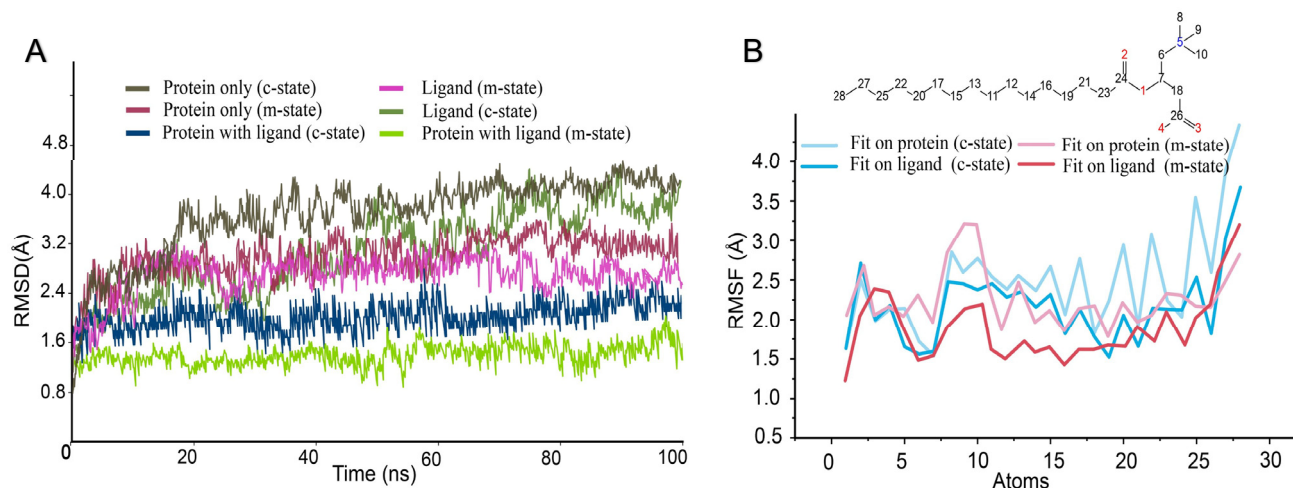 A
Protein only (c-state)
Protein only (m-state)
Protein with ligand (c-state)
Ligand (m-state)
Ligand (c-state)
Protein with ligand (m-state)
RMSD(Å)
4.8
4.0
3.2
2.4
1.6
0.8
0
20
40
60
80
100
Time (ns)
B
8
9
2
5
10
6
27 22 17 13 12 16 21 24 7
28 25 20 15 11 14 19 23 1 18
26
4 3
Fit on protein (c-state)
Fit on ligand (c-state)
Fit on protein (m-state)
Fit on ligand (m-state)
RMSF (Å)
4.0
3.5
3.0
2.5
2.0
1.5
1.0
0.5
0 5 10 15 20 25 30
Atoms